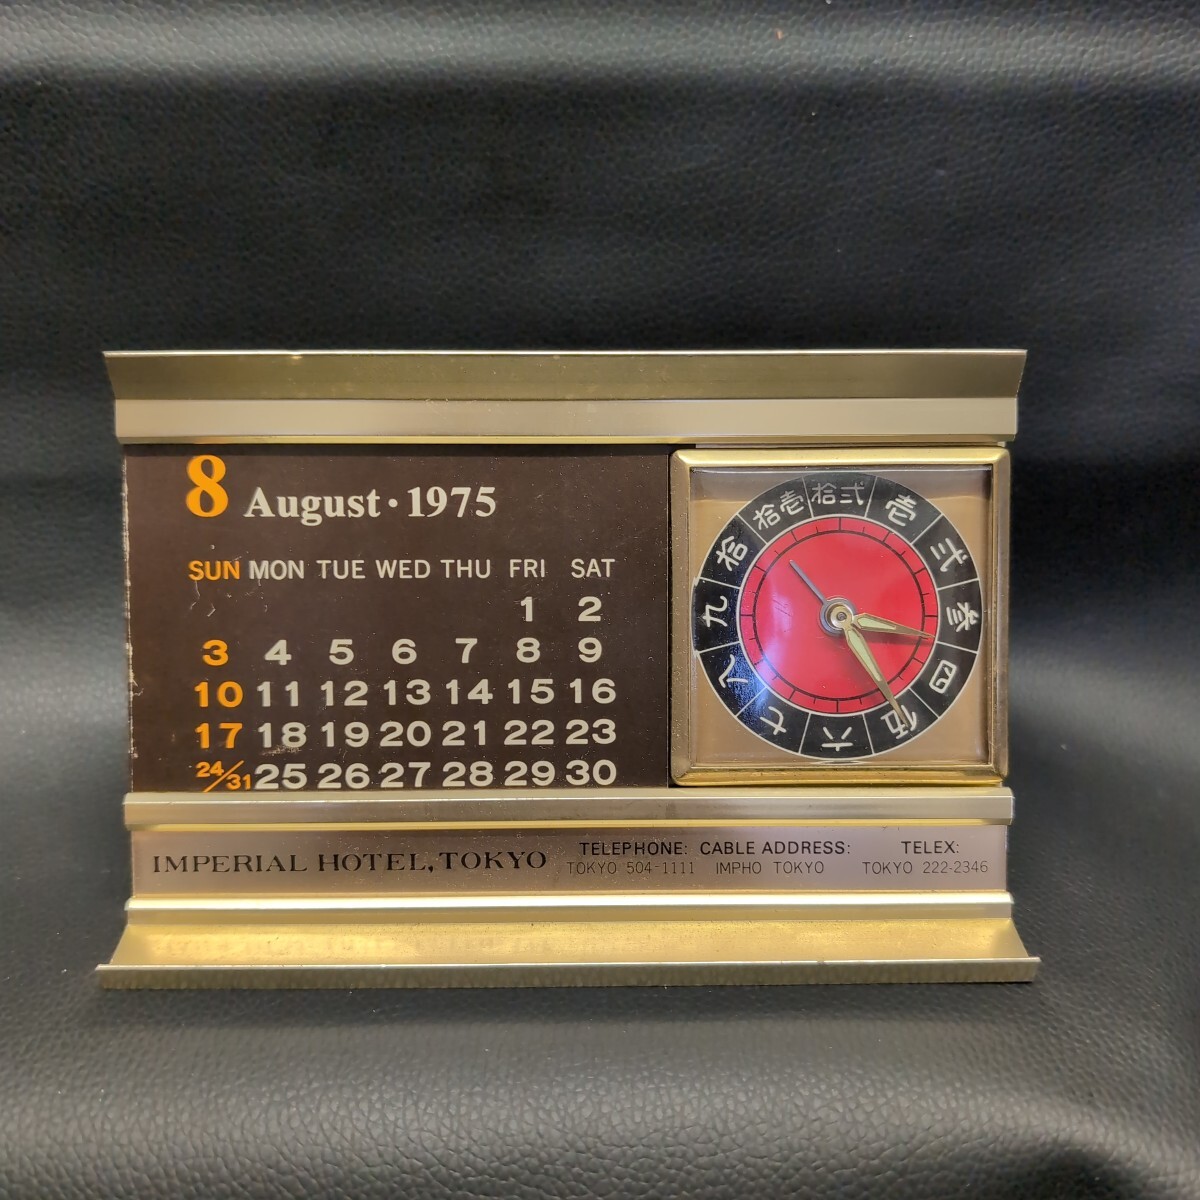 8 August · 1975
SUN MON TUE WED THU FRI SAT
1 2
3 4 5 6 7 8 9
10 11 12 13 14 15 16
17 18 19 20 21 22 23
24/31 25 26 27 28 29 30
拾弐
壱
弐
参
四
伍
六
七
八
九
拾
拾壱
IMPERIAL HOTEL, TOKYO
TELEPHONE: CABLE ADDRESS: TELEX:
TOKYO 504-1111 IMPHO TOKYO TOKYO 222-2346